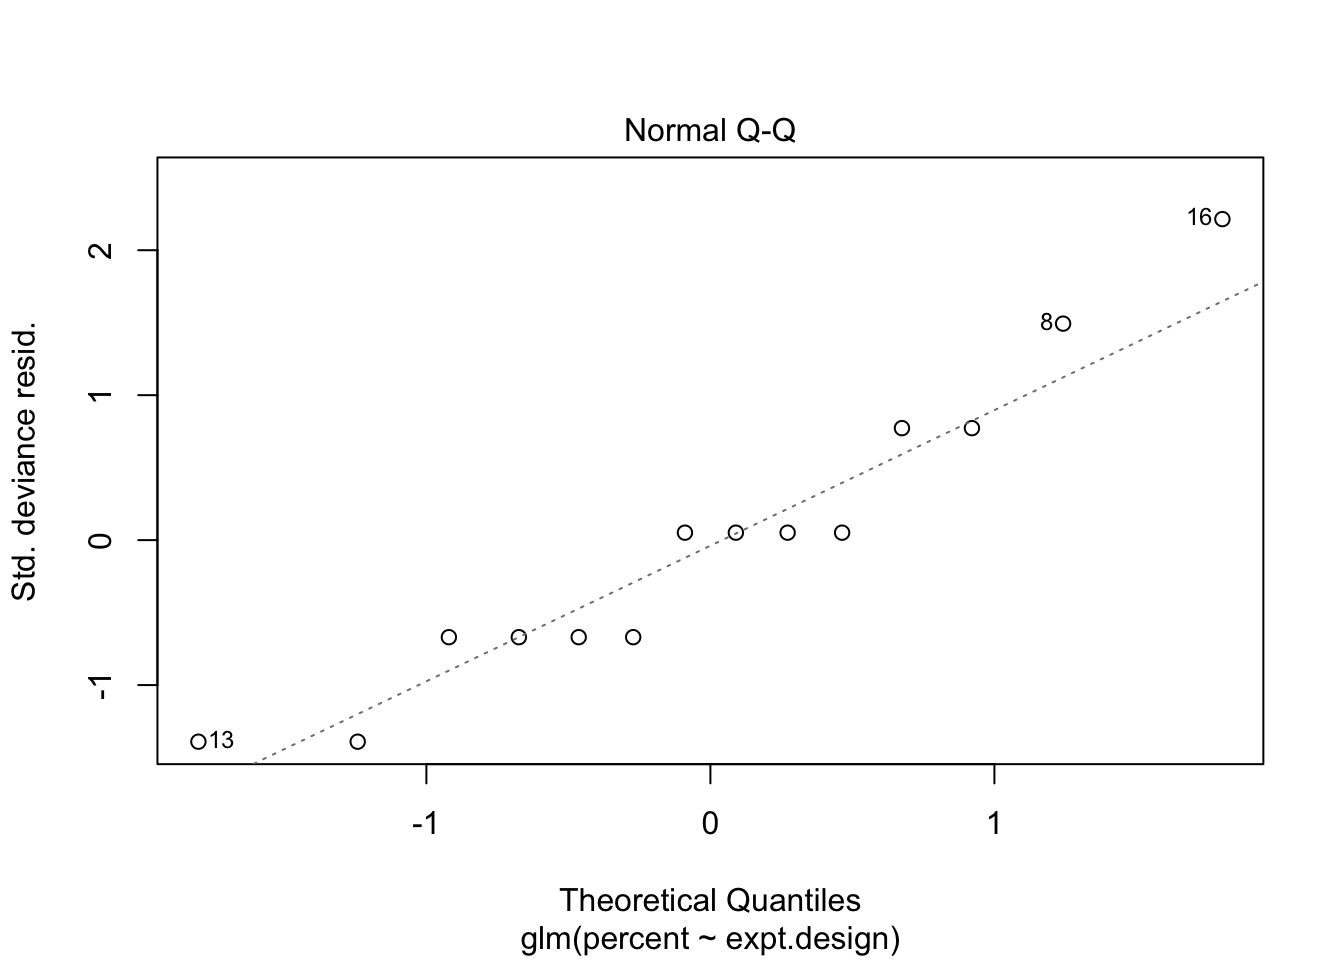 Normal Q-Q
Std. deviance resid.
2
1
0
-1
16
8
13
-1 0 1
Theoretical Quantiles
glm(percent ~ expt.design)